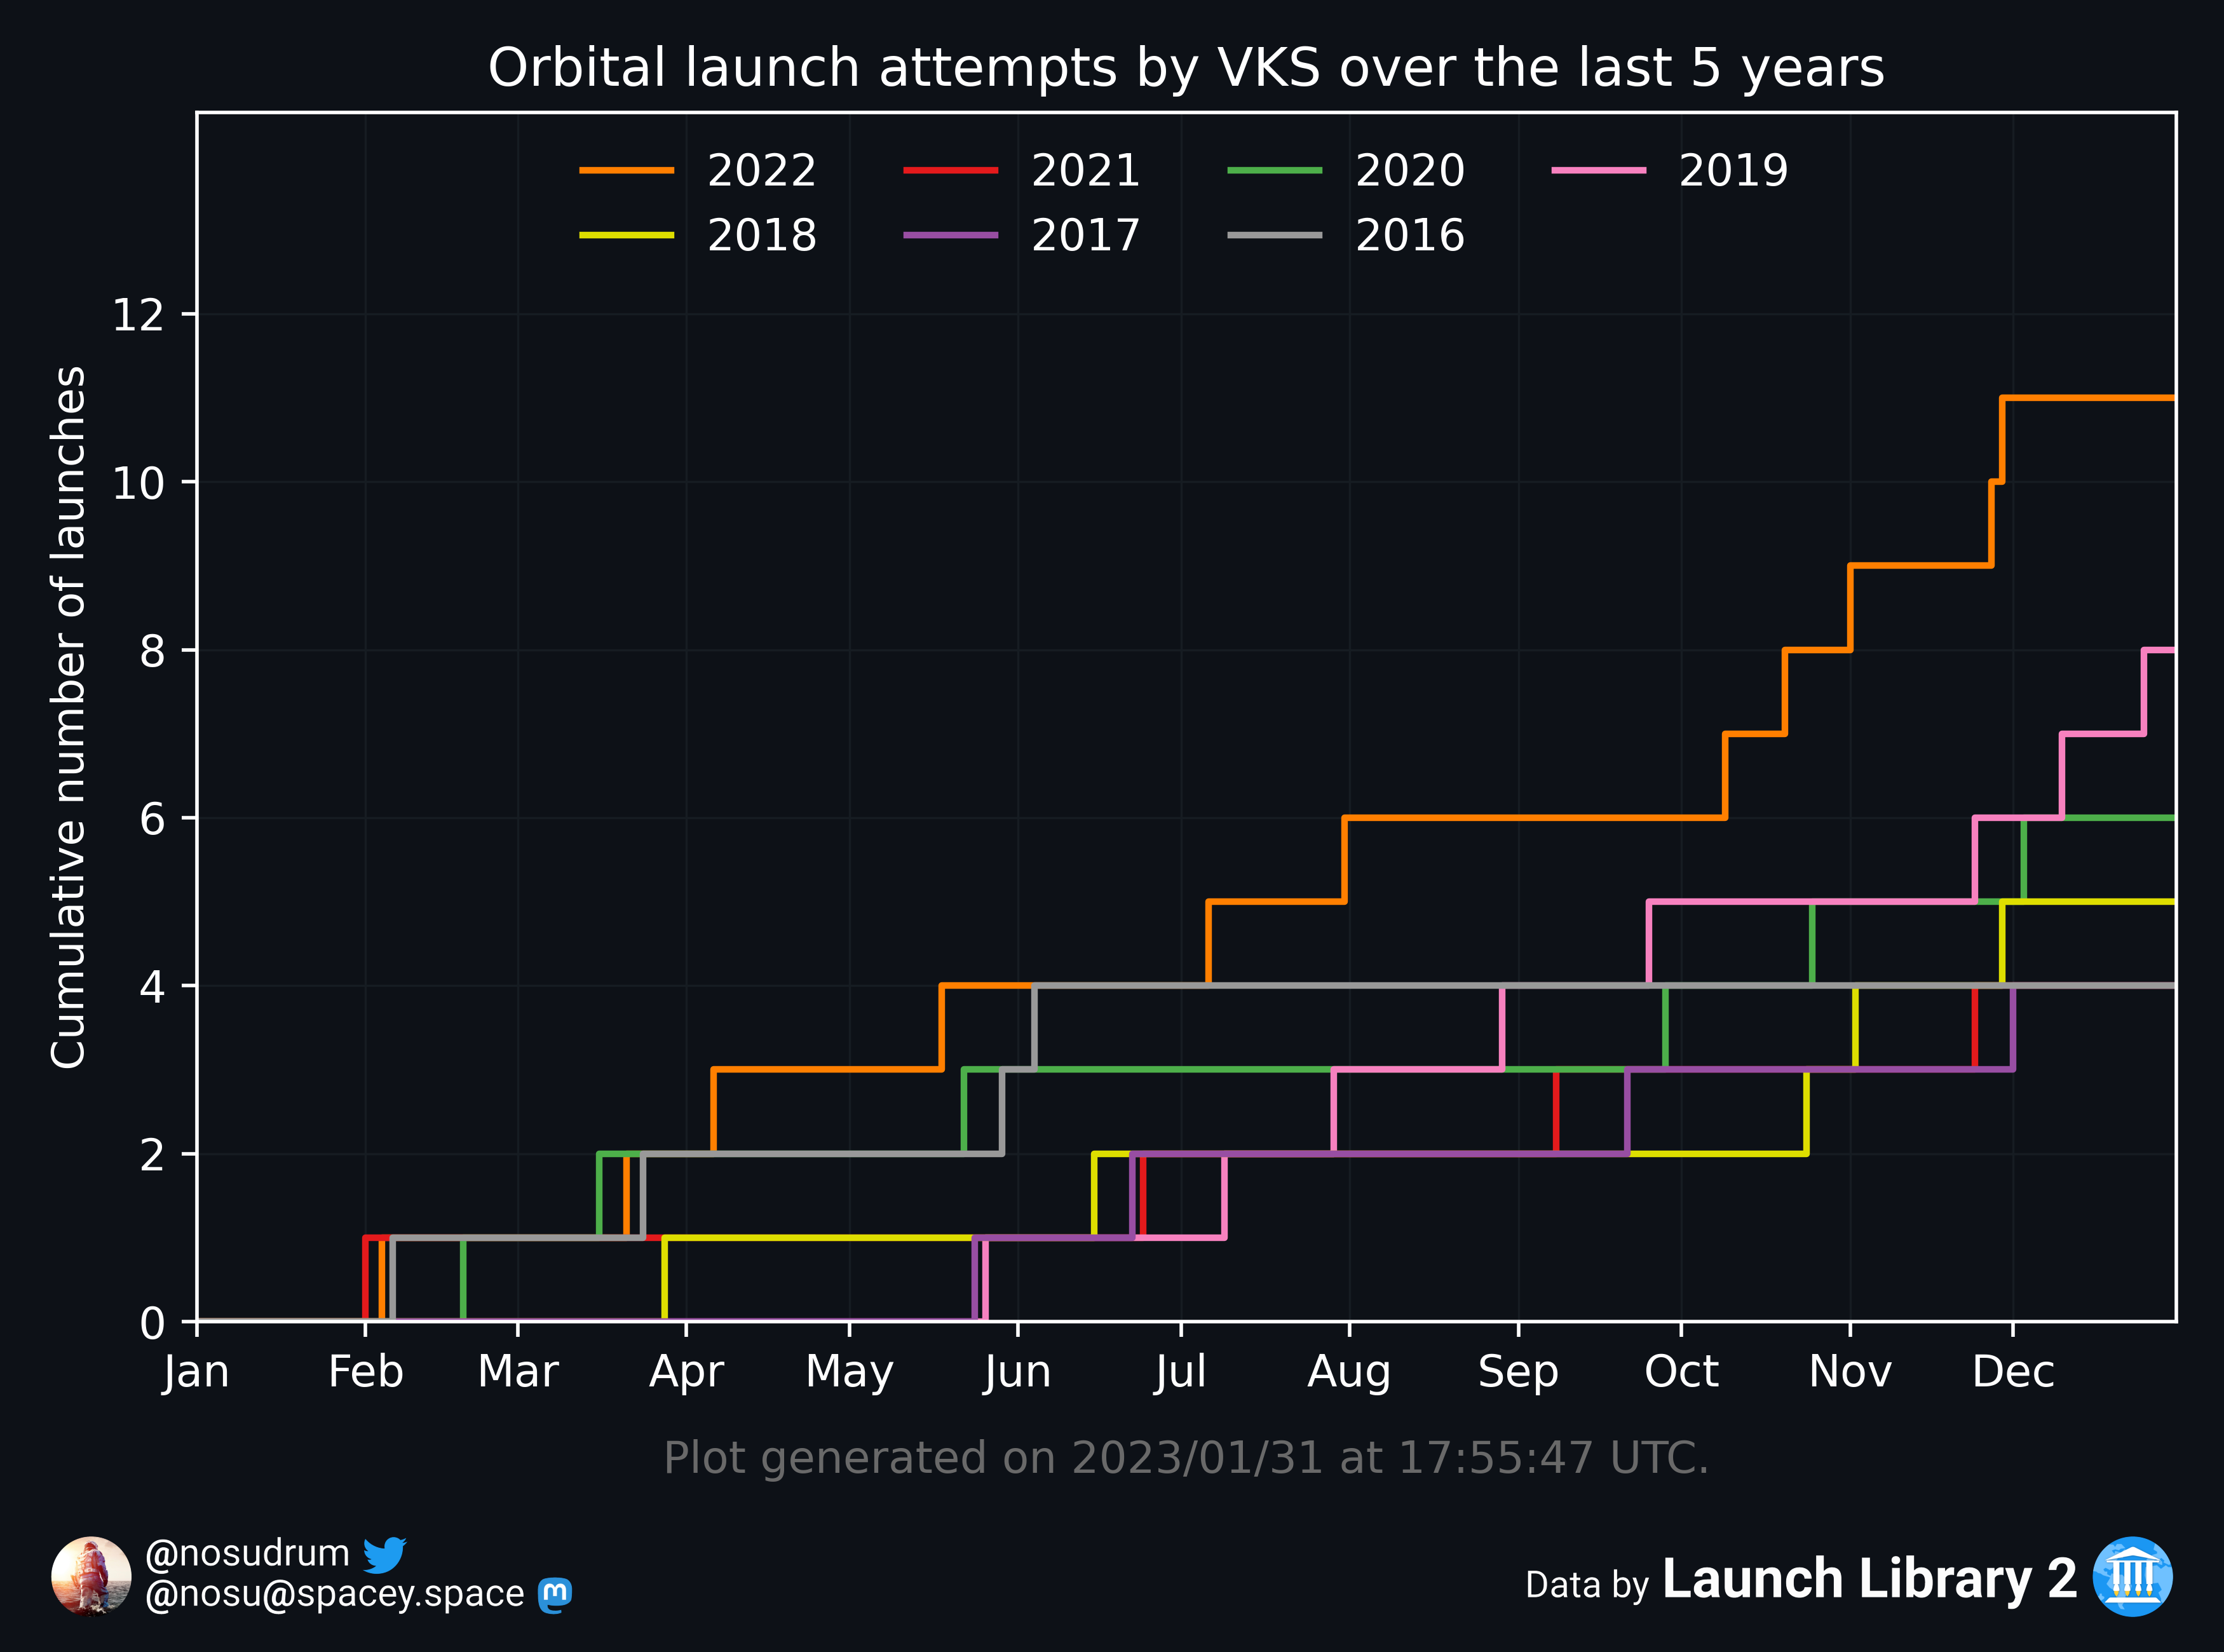 Orbital launch attempts by VKS over the last 5 years
2022 2021 2020 2019
2018 2017 2016
Cumulative number of launches
12
10
8
6
4
2
0
Jan Feb Mar Apr May Jun Jul Aug Sep Oct Nov Dec
Plot generated on 2023/01/31 at 17:55:47 UTC.
@nosudrum
@nosu@spacey.space
Data by Launch Library 2